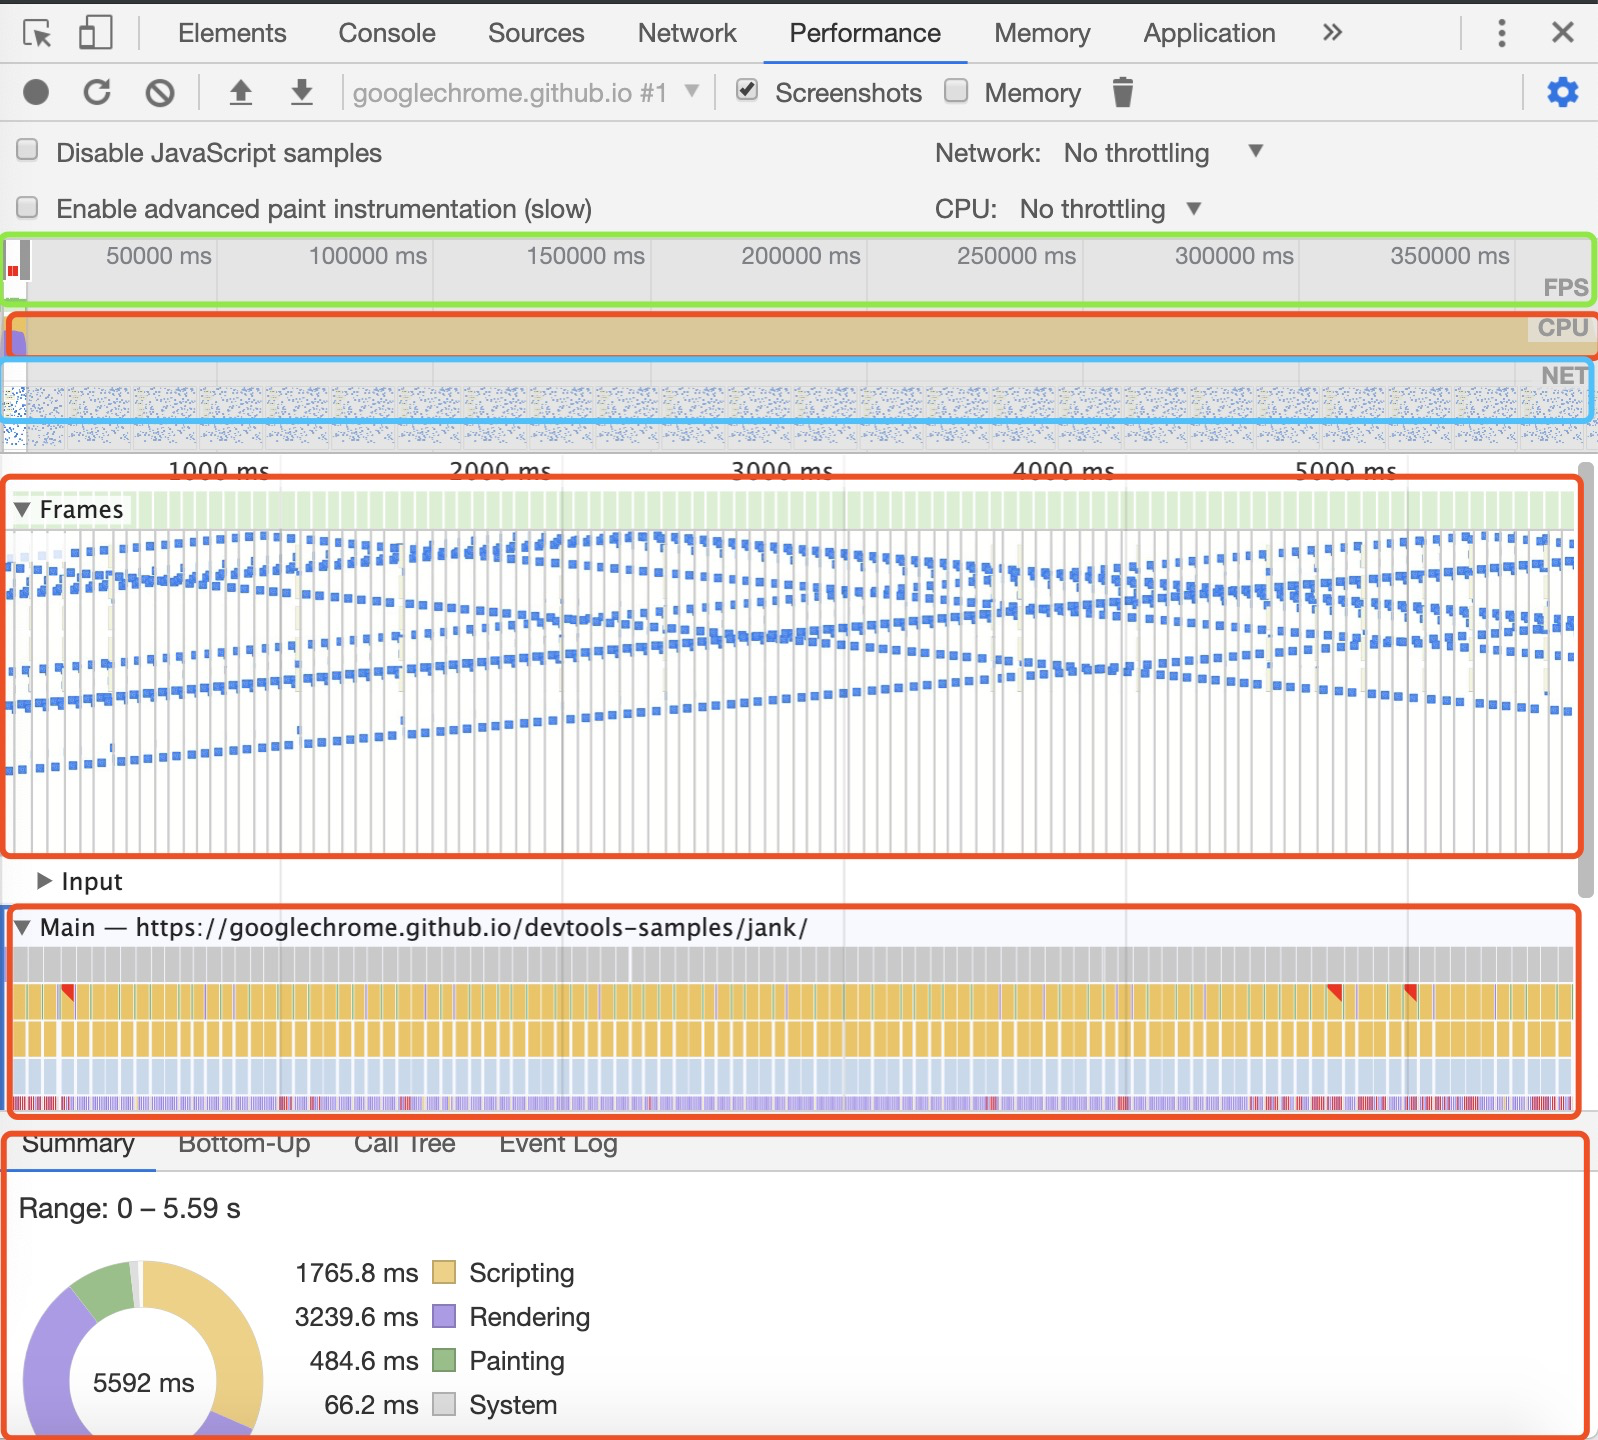 Elements Console Sources Network Performance Memory Application »
googlechrome.github.io #1 Screenshots Memory
Disable JavaScript samples Network: No throttling
Enable advanced paint instrumentation (slow) CPU: No throttling
50000 ms 100000 ms 150000 ms 200000 ms 250000 ms 300000 ms 350000 ms
FPS
CPU
NET
1000 ms 2000 ms 3000 ms 4000 ms 5000 ms
Frames
Input
Main — https://googlechrome.github.io/devtools-samples/jank/
Summary Bottom-Up Call Tree Event Log
Range: 0 – 5.59 s
1765.8 ms Scripting
3239.6 ms Rendering
484.6 ms Painting
5592 ms
66.2 ms System